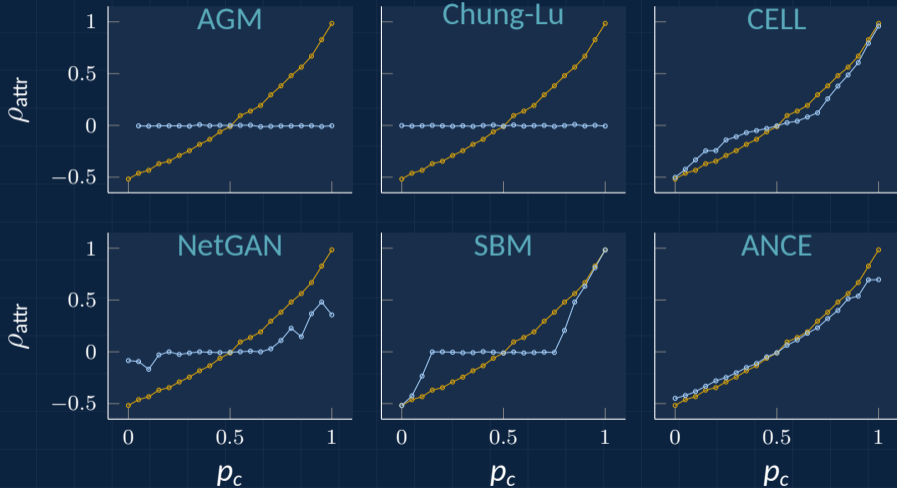 AGM
Chung-Lu
CELL
ρattr
1
0.5
0
−0.5
NetGAN
SBM
ANCE
ρattr
1
0.5
0
−0.5
0 0.5 1
0 0.5 1
0 0.5 1
pc
pc
pc